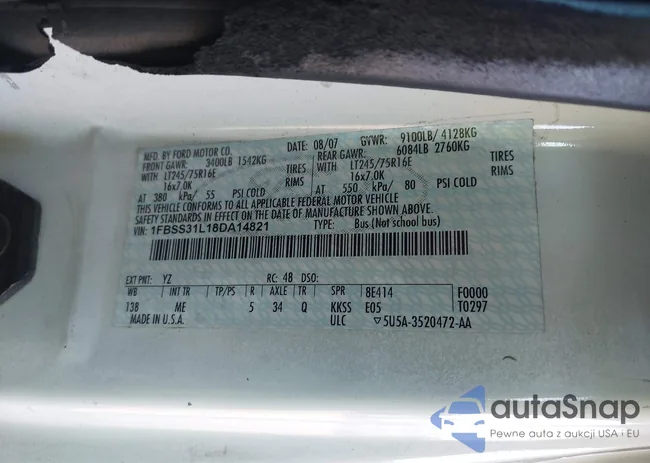 MFD. BY FORD MOTOR CO. DATE: 08/07 GVWR: 9100LB/ 4128KG
FRONT GAWR: 3400LB 1542KG REAR GAWR: 6084LB 2760KG
WITH LT245/75R16E TIRES WITH LT245/75R16E TIRES
16x7.0K RIMS 16x7.0K RIMS
AT 380 kPa/ 55 PSI COLD AT 550 kPa/ 80 PSI COLD
THIS VEHICLE CONFORMS TO ALL APPLICABLE FEDERAL MOTOR VEHICLE
SAFETY STANDARDS IN EFFECT ON THE DATE OF MANUFACTURE SHOWN ABOVE.
VIN: 1FBSS31L18DA14821 TYPE: Bus (Not school bus)
EXT PNT: YZ RC: 48 DSO:
WB INT TR TP/PS R AXLE TR SPR 8E414 F0000
138 ME 5 34 Q KKSS E05 T0297
MADE IN U.S.A. ULC ▽5U5A-3520472-AA
autaSnap
Pewne auta z aukcji USA i EU